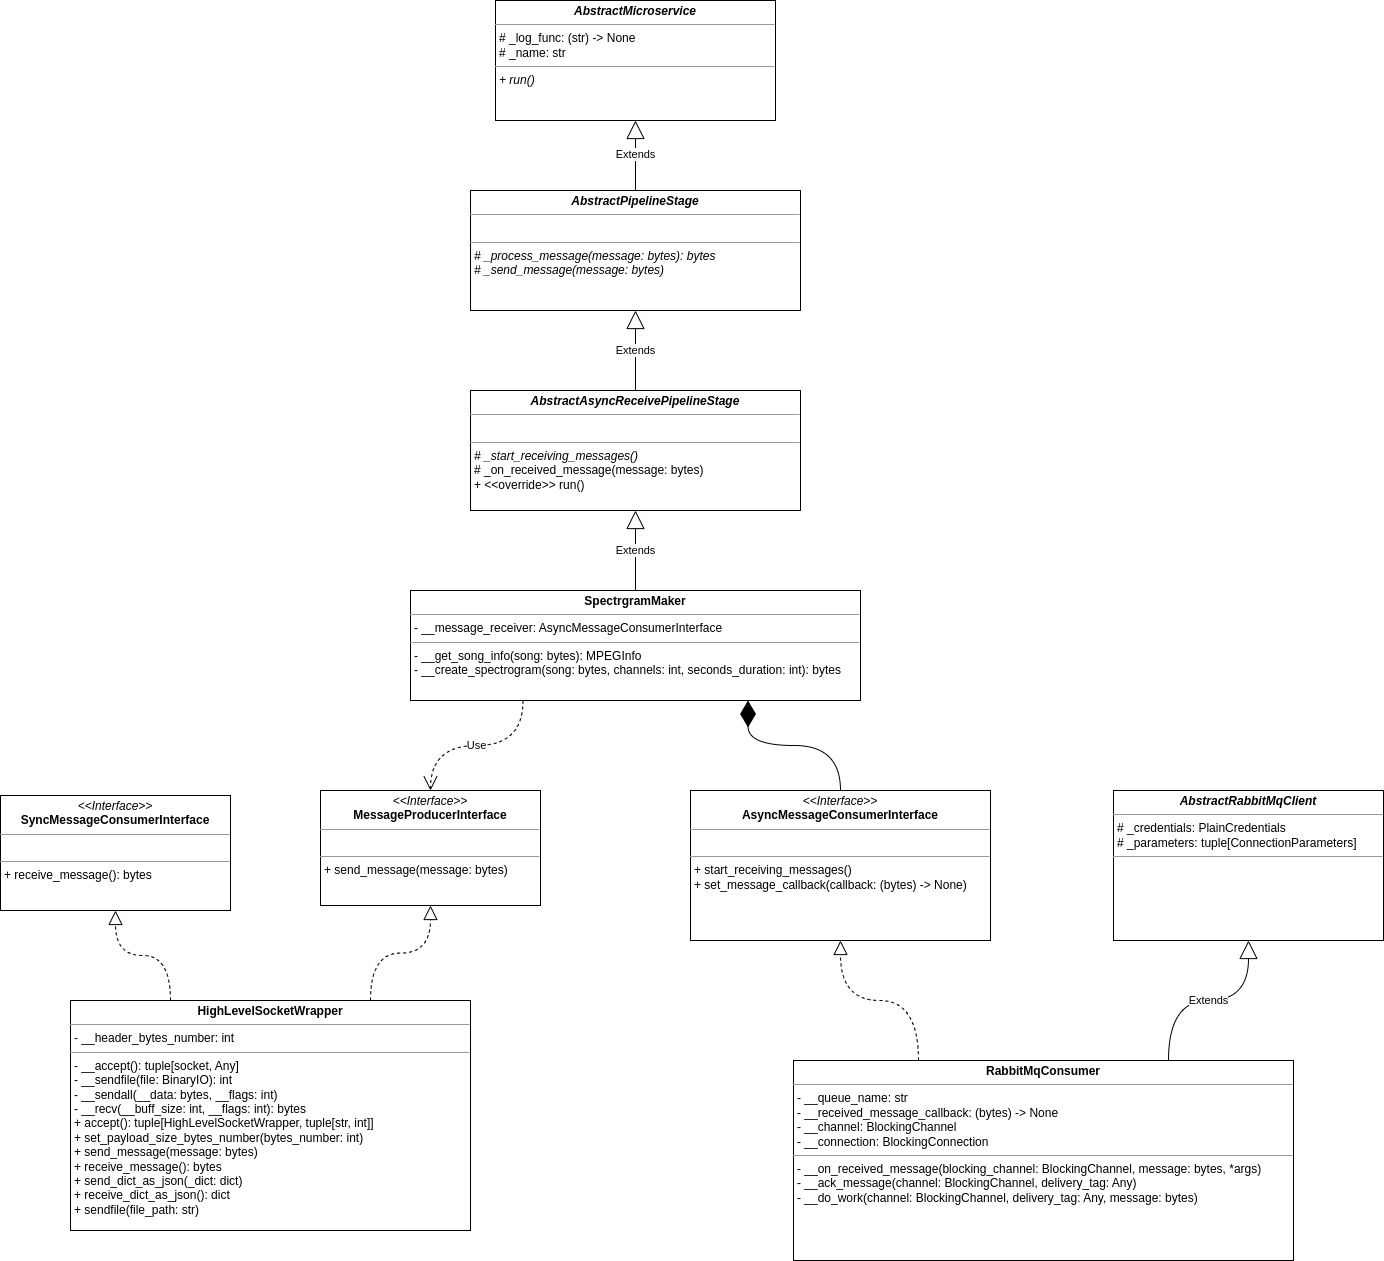 AbstractMicroservice
# _log_func: (str) -> None
# _name: str
+ run()
Extends
AbstractPipelineStage
# _process_message(message: bytes): bytes
# _send_message(message: bytes)
Extends
AbstractAsyncReceivePipelineStage
# _start_receiving_messages()
# _on_received_message(message: bytes)
+ <<override>> run()
Extends
SpectrgramMaker
- __message_receiver: AsyncMessageConsumerInterface
- __get_song_info(song: bytes): MPEGInfo
- __create_spectrogram(song: bytes, channels: int, seconds_duration: int): bytes
Use
<<Interface>>
SyncMessageConsumerInterface
+ receive_message(): bytes
<<Interface>>
MessageProducerInterface
+ send_message(message: bytes)
<<Interface>>
AsyncMessageConsumerInterface
+ start_receiving_messages()
+ set_message_callback(callback: (bytes) -> None)
AbstractRabbitMqClient
# _credentials: PlainCredentials
# _parameters: tuple[ConnectionParameters]
Extends
HighLevelSocketWrapper
- __header_bytes_number: int
- __accept(): tuple[socket, Any]
- __sendfile(file: BinaryIO): int
- __sendall(__data: bytes, __flags: int)
- __recv(__buff_size: int, __flags: int): bytes
+ accept(): tuple[HighLevelSocketWrapper, tuple[str, int]]
+ set_payload_size_bytes_number(bytes_number: int)
+ send_message(message: bytes)
+ receive_message(): bytes
+ send_dict_as_json(_dict: dict)
+ receive_dict_as_json(): dict
+ sendfile(file_path: str)
RabbitMqConsumer
- __queue_name: str
- __received_message_callback: (bytes) -> None
- __channel: BlockingChannel
- __connection: BlockingConnection
- __on_received_message(blocking_channel: BlockingChannel, message: bytes, *args)
- __ack_message(channel: BlockingChannel, delivery_tag: Any)
- __do_work(channel: BlockingChannel, delivery_tag: Any, message: bytes)